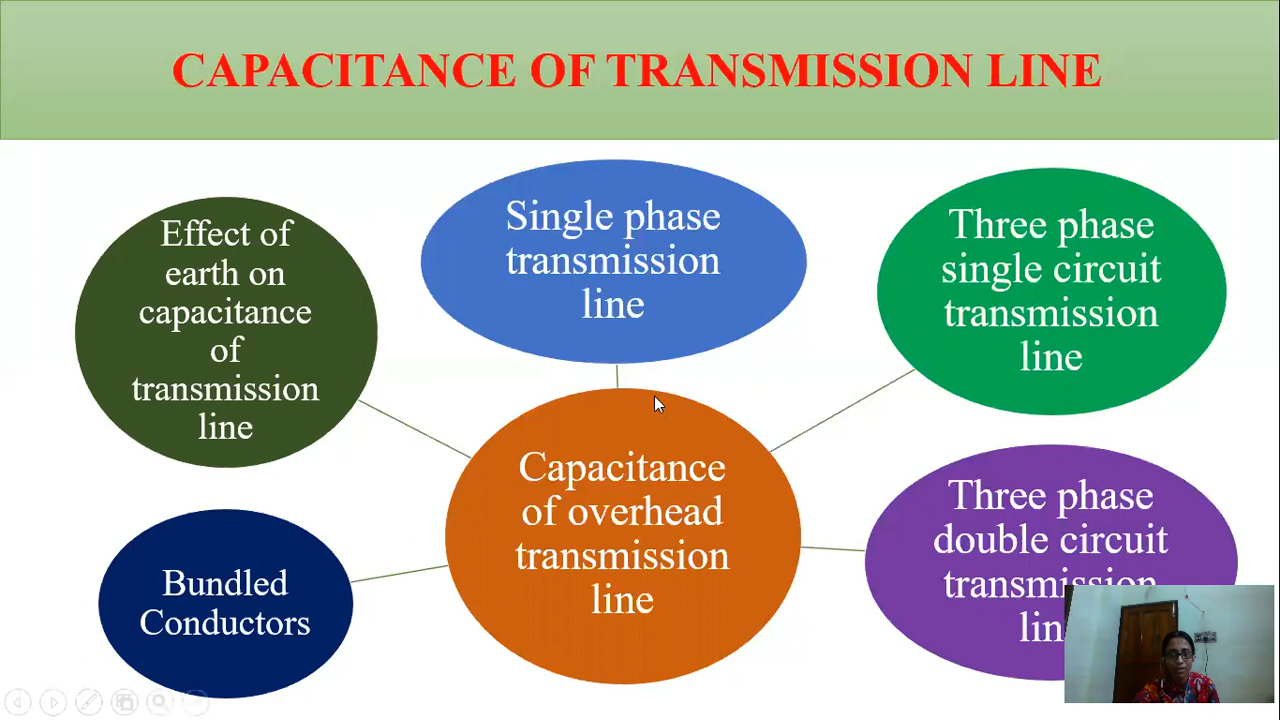 CAPACITANCE OF TRANSMISSION LINE
Effect of
earth on
capacitance
of
transmission
line
Single phase
transmission
line
Three phase
single circuit
transmission
line
Capacitance
of overhead
transmission
line
Three phase
double circuit
transmission
Bundled
Conductors